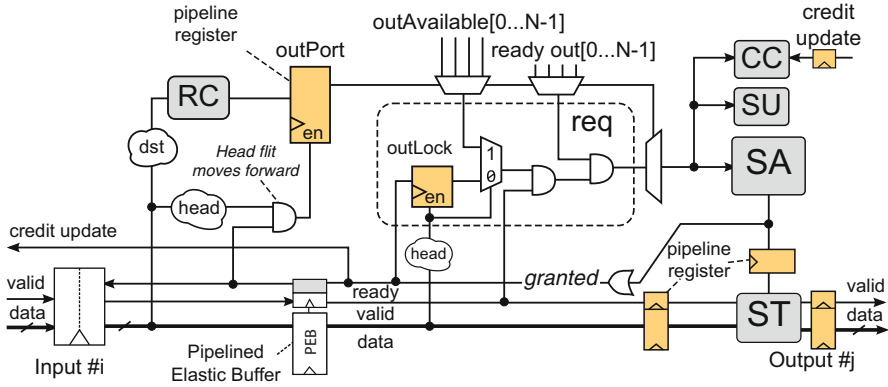 pipeline
register
outPort
outAvailable[0...N-1]
ready out[0...N-1]
credit
update
CC
RC
en
SU
req
dst
Head flit
moves forward
outLock
1
0
SA
en
head
head
credit update
pipeline
register
granted
valid
ready
valid
data
valid
data
ST
valid
data
PEB
Input #i
Pipelined
Elastic Buffer
Output #j